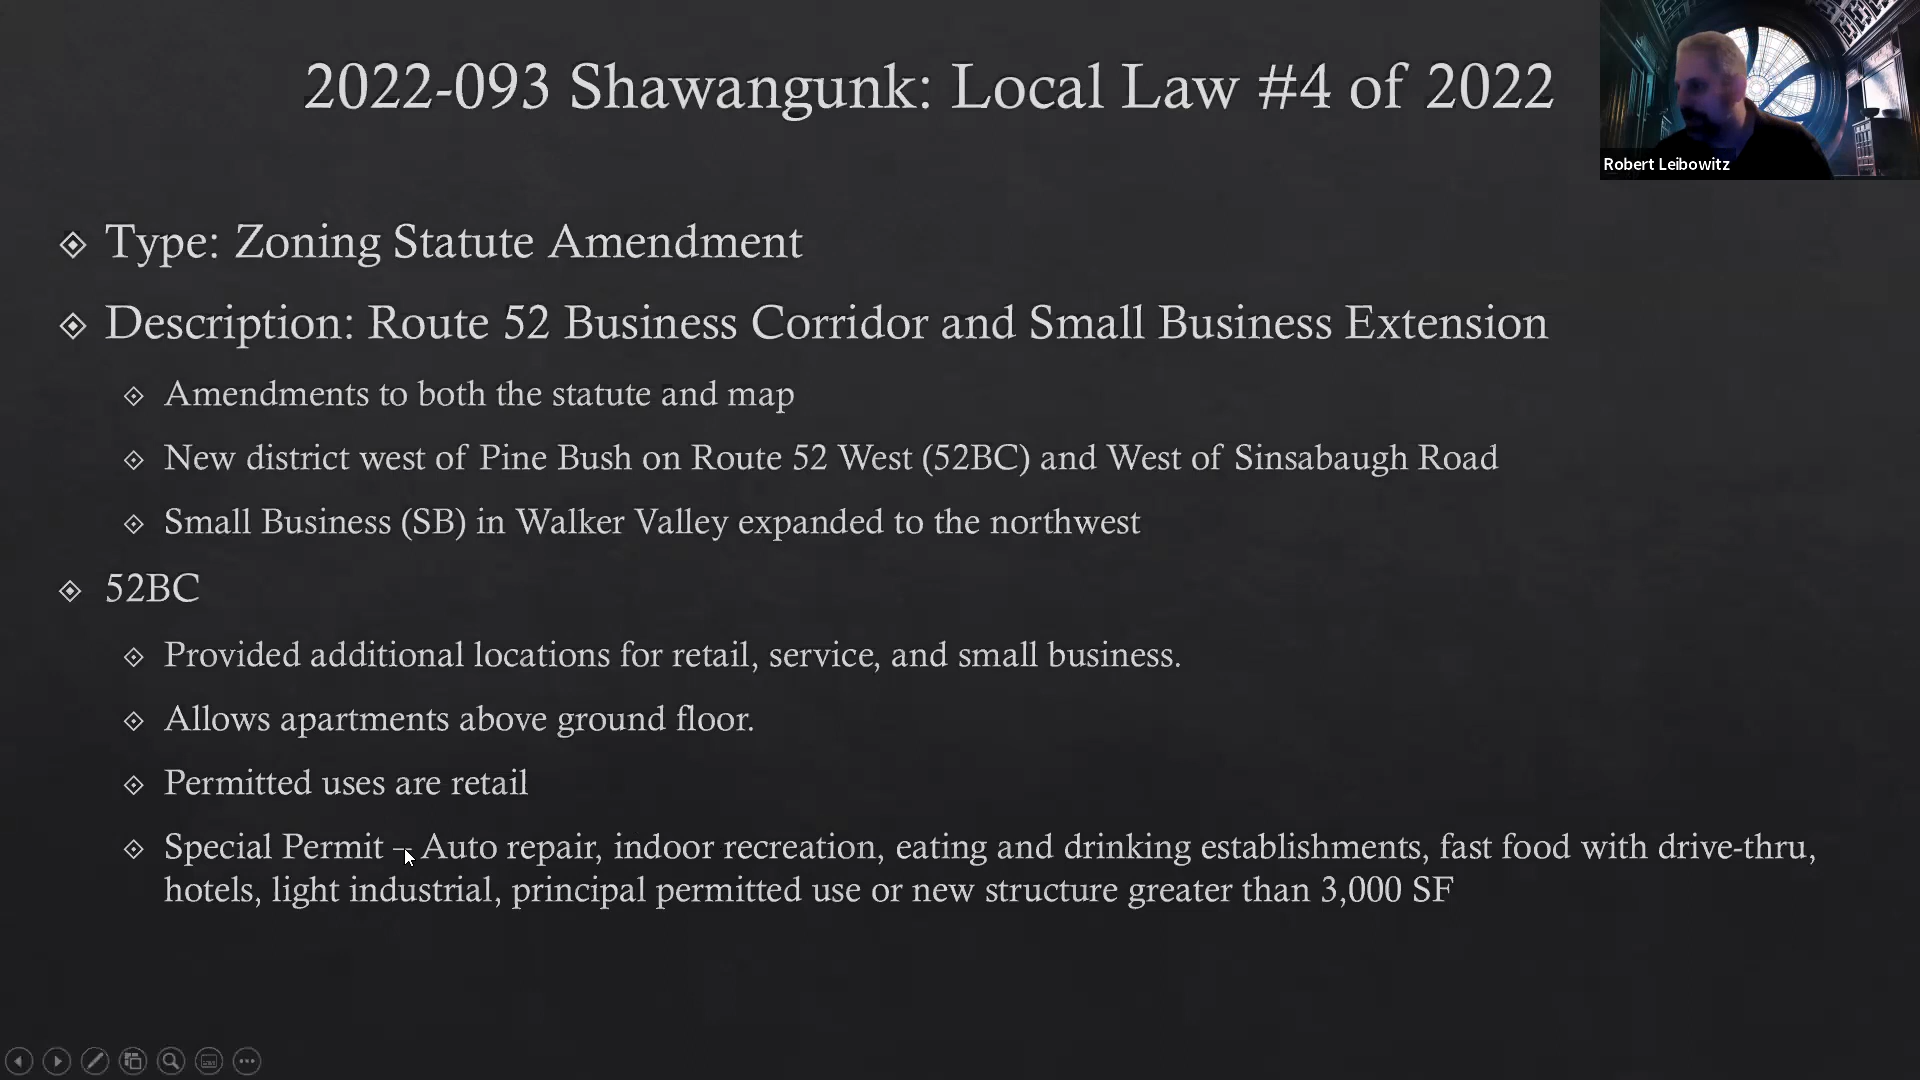 2022-093 Shawangunk: Local Law #4 of 2022
Robert Leibowitz
Type: Zoning Statute Amendment
Description: Route 52 Business Corridor and Small Business Extension
Amendments to both the statute and map
New district west of Pine Bush on Route 52 West (52BC) and West of Sinsabaugh Road
Small Business (SB) in Walker Valley expanded to the northwest
52BC
Provided additional locations for retail, service, and small business.
Allows apartments above ground floor.
Permitted uses are retail
Special Permit – Auto repair, indoor recreation, eating and drinking establishments, fast food with drive-thru,
hotels, light industrial, principal permitted use or new structure greater than 3,000 SF